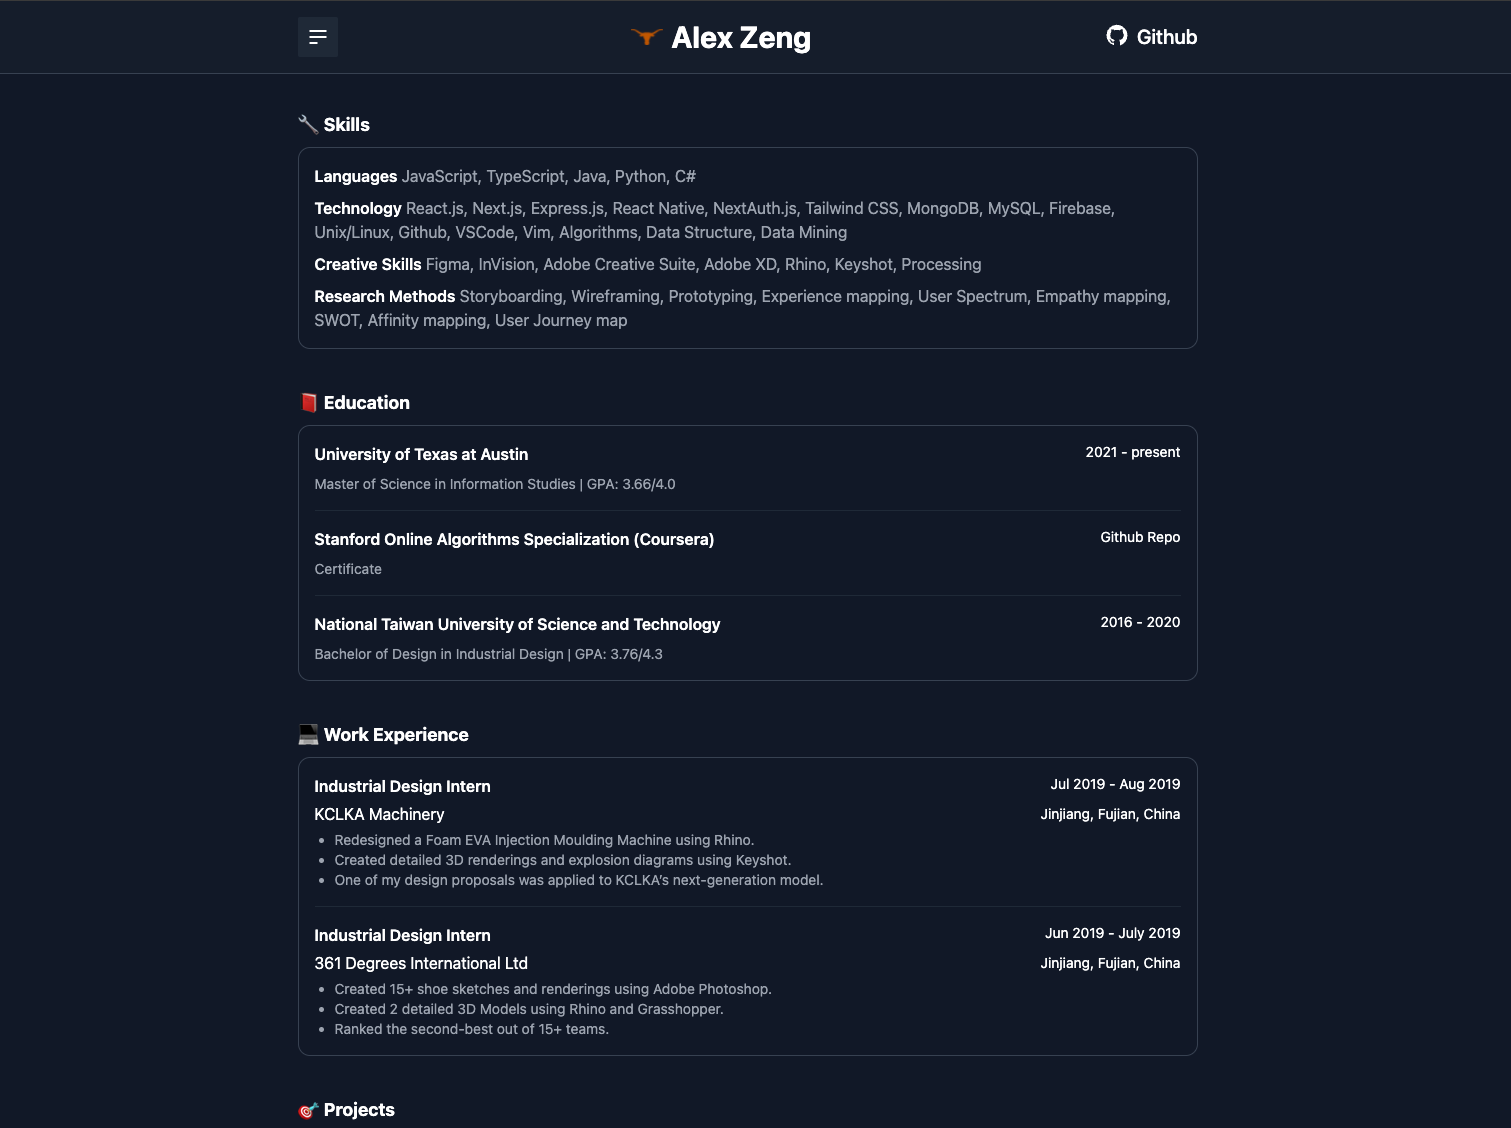 Alex Zeng
Github
Skills
Languages JavaScript, TypeScript, Java, Python, C#
Technology React.js, Next.js, Express.js, React Native, NextAuth.js, Tailwind CSS, MongoDB, MySQL, Firebase,
Unix/Linux, Github, VSCode, Vim, Algorithms, Data Structure, Data Mining
Creative Skills Figma, InVision, Adobe Creative Suite, Adobe XD, Rhino, Keyshot, Processing
Research Methods Storyboarding, Wireframing, Prototyping, Experience mapping, User Spectrum, Empathy mapping,
SWOT, Affinity mapping, User Journey map
Education
University of Texas at Austin
2021 - present
Master of Science in Information Studies | GPA: 3.66/4.0
Stanford Online Algorithms Specialization (Coursera)
Github Repo
Certificate
National Taiwan University of Science and Technology
2016 - 2020
Bachelor of Design in Industrial Design | GPA: 3.76/4.3
Work Experience
Industrial Design Intern
Jul 2019 - Aug 2019
KCLKA Machinery
Jinjiang, Fujian, China
• Redesigned a Foam EVA Injection Moulding Machine using Rhino.
• Created detailed 3D renderings and explosion diagrams using Keyshot.
• One of my design proposals was applied to KCLKA’s next-generation model.
Industrial Design Intern
Jun 2019 - July 2019
361 Degrees International Ltd
Jinjiang, Fujian, China
• Created 15+ shoe sketches and renderings using Adobe Photoshop.
• Created 2 detailed 3D Models using Rhino and Grasshopper.
• Ranked the second-best out of 15+ teams.
Projects